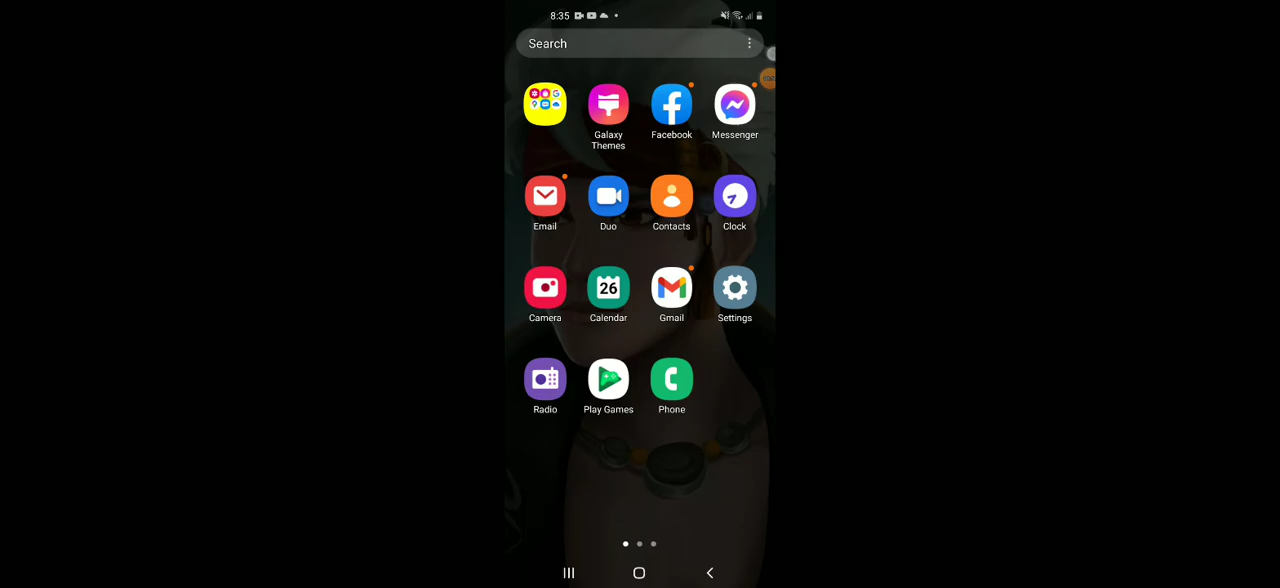 8:35
Search
Galaxy
Themes
Facebook
Messenger
Email
Duo
Contacts
Clock
26
Camera
Calendar
Gmail
Settings
Radio
Play Games
Phone